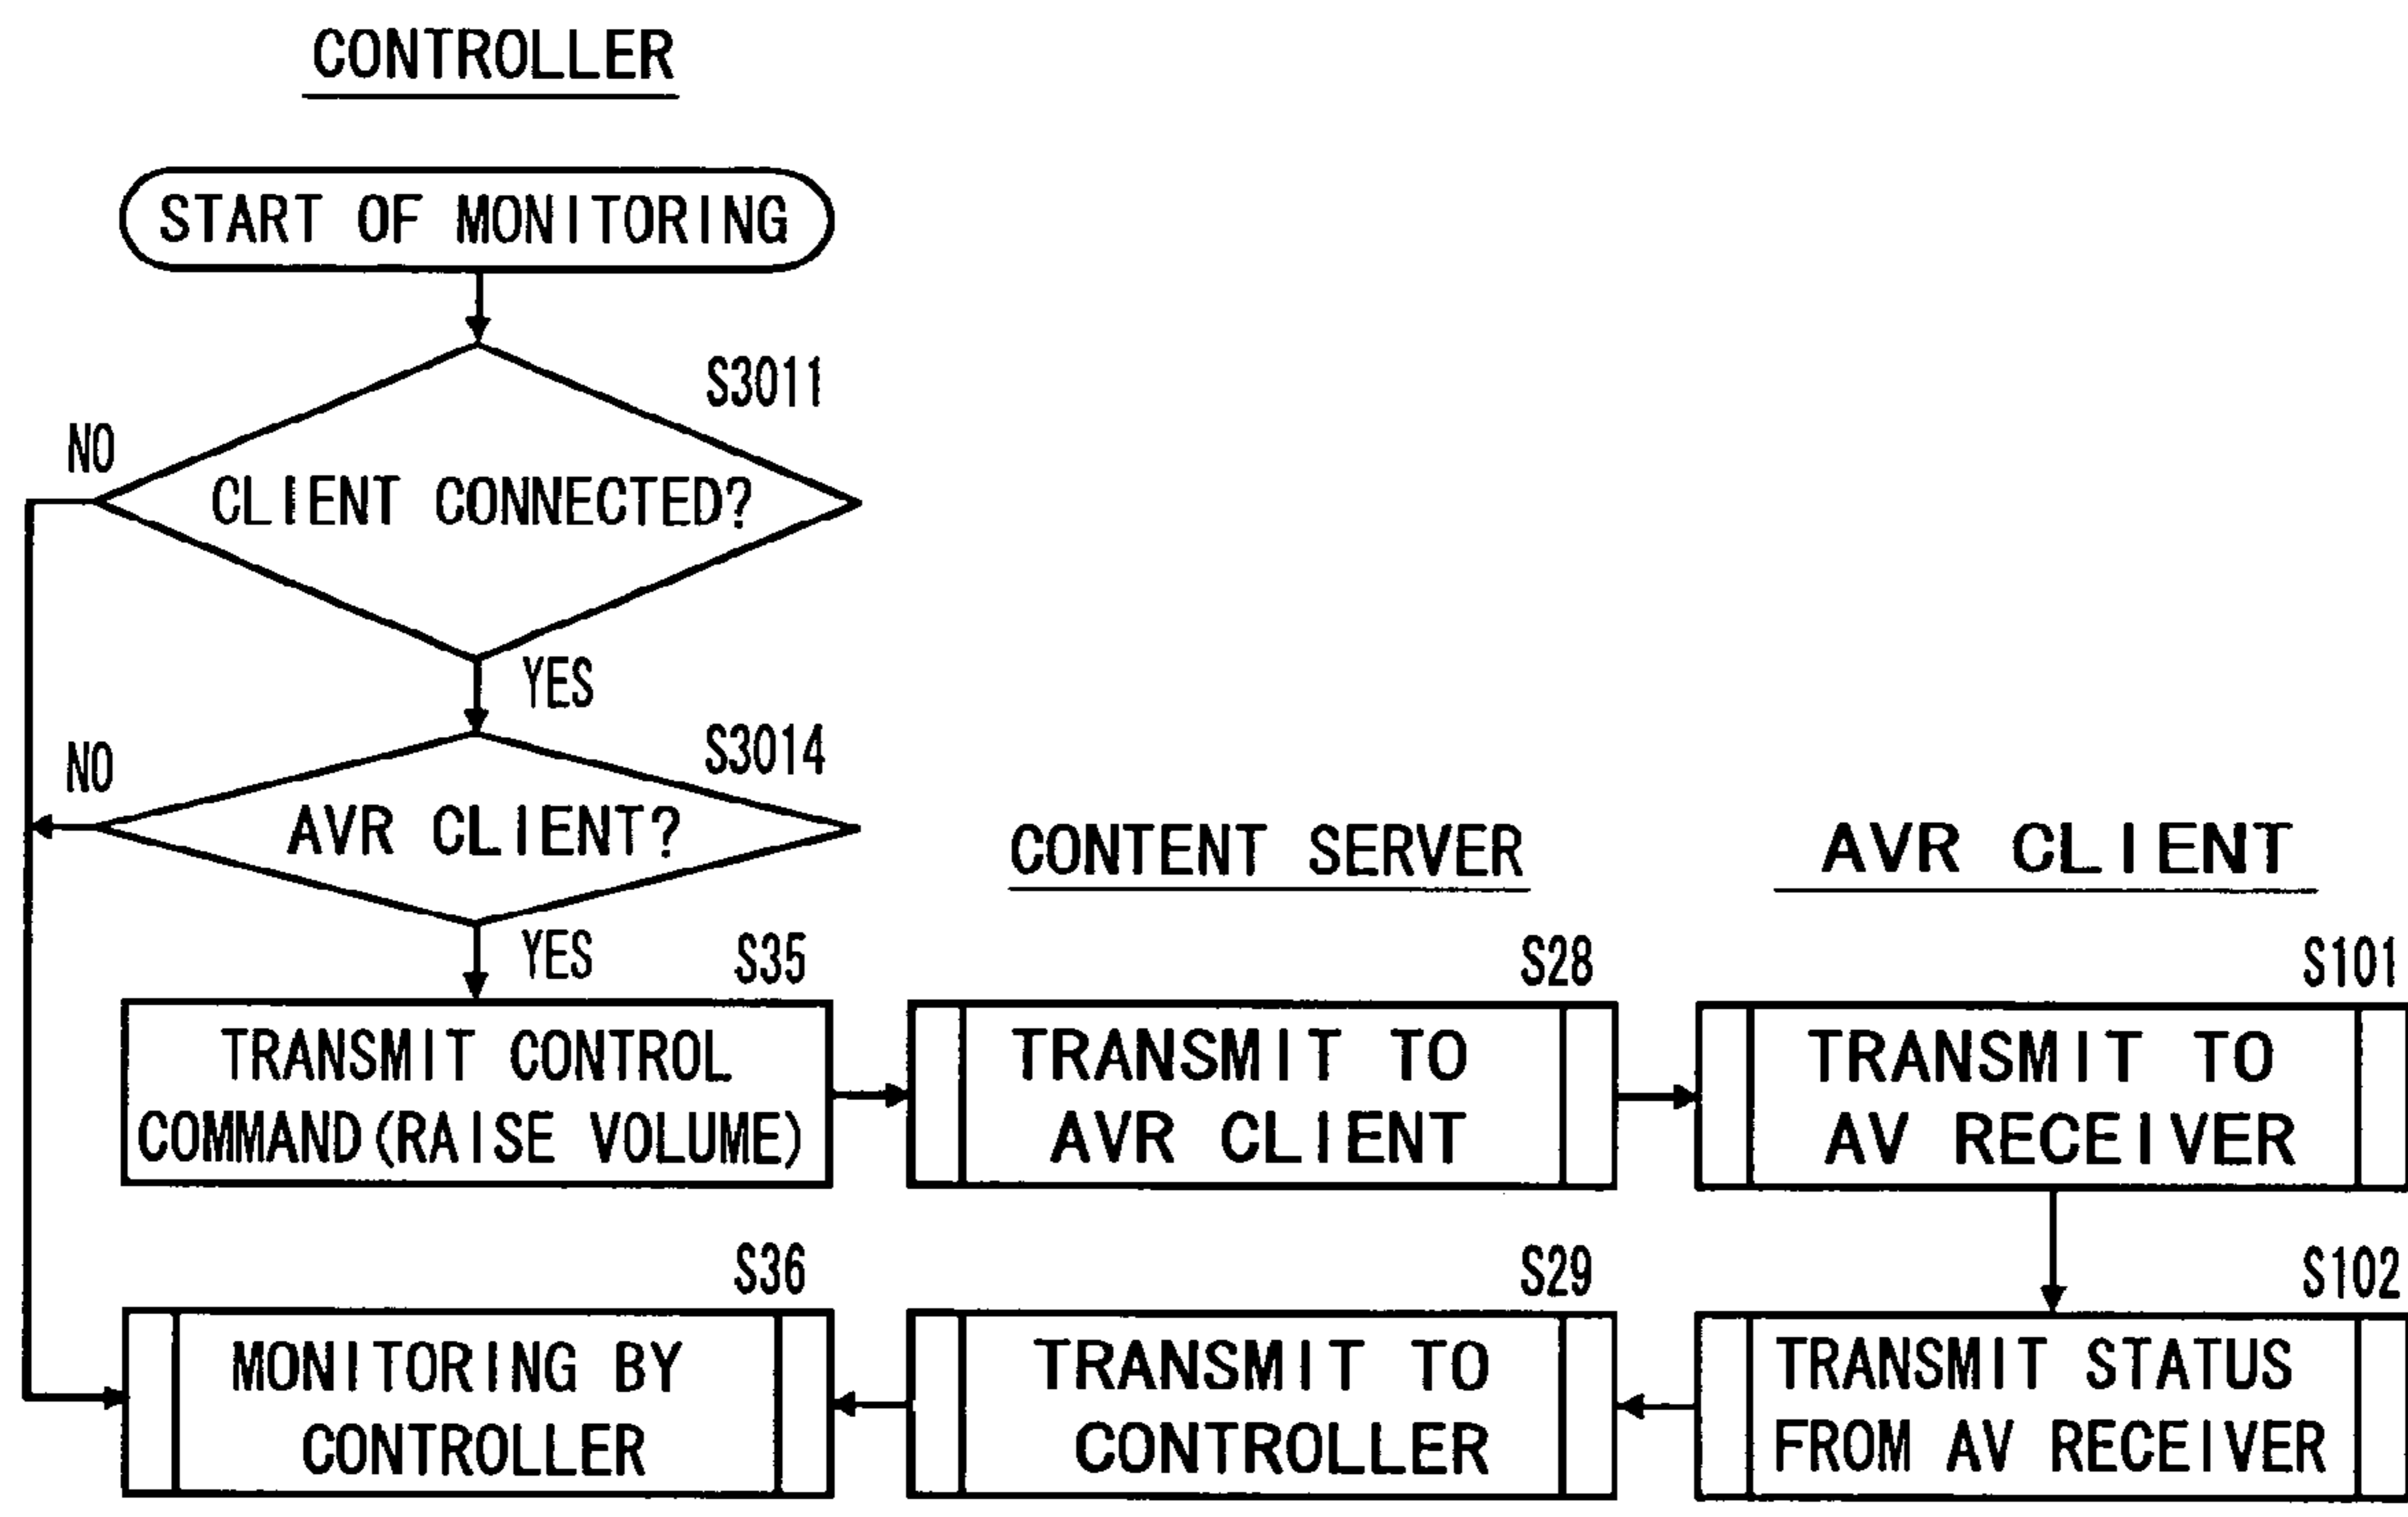 CONTROLLER
START OF MONITORING
S3011
NO
CLIENT CONNECTED?
YES
S3014
NO
AVR CLIENT?
YES
CONTENT SERVER
AVR CLIENT
S35
TRANSMIT CONTROL
COMMAND(RAISE VOLUME)
S28
TRANSMIT TO
AVR CLIENT
S101
TRANSMIT TO
AV RECEIVER
S36
MONITORING BY
CONTROLLER
S29
TRANSMIT TO
CONTROLLER
S102
TRANSMIT STATUS
FROM AV RECEIVER